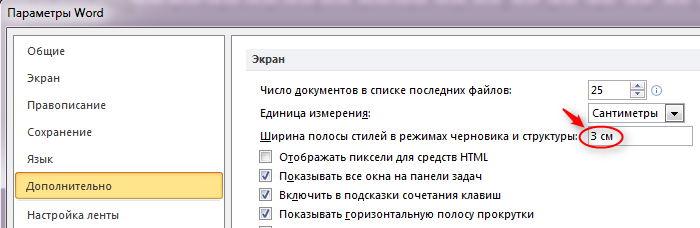 Параметры Word
Общие
Экран
Правописание
Сохранение
Язык
Дополнительно
Настройка ленты
Экран
Число документов в списке последних файлов: 25
Единица измерения: Сантиметры
Ширина полосы стилей в режимах черновика и структуры: 3 см
Отображать пиксели для средств HTML
Показывать все окна на панели задач
Включить в подсказки сочетания клавиш
Показывать горизонтальную полосу прокрутки